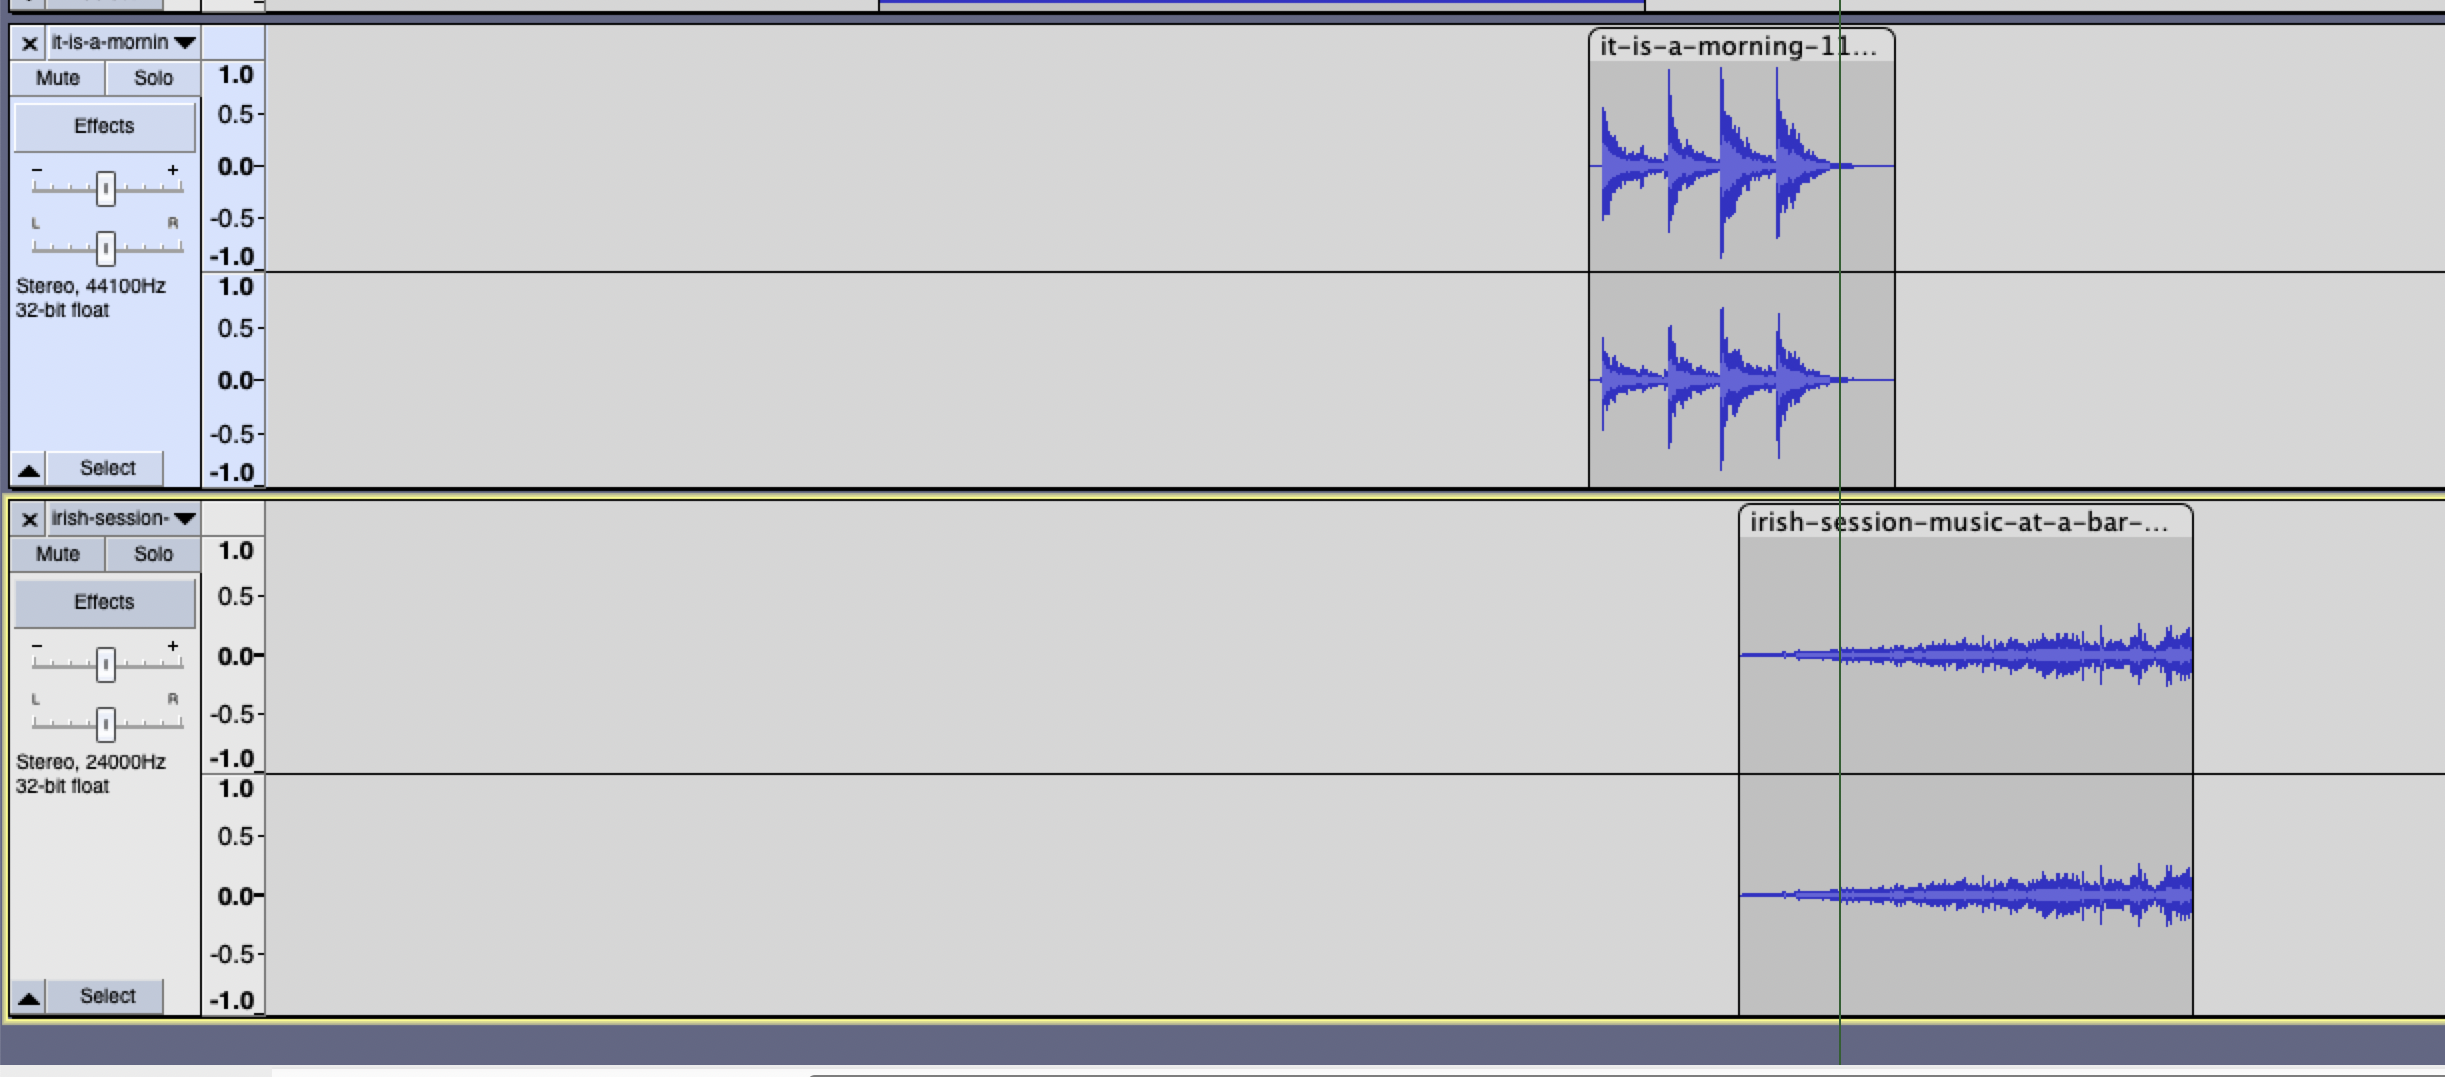 it-is-a-mornin
it-is-a-morning-11...
Mute Solo
1.0
0.5
Effects
0.0
- +
-0.5
L R
-1.0
Stereo, 44100Hz
1.0
32-bit float
0.5
0.0
-0.5
Select
-1.0
irish-session-
irish-session-music-at-a-bar-...
Mute Solo
1.0
0.5
Effects
- +
0.0
L R
-0.5
Stereo, 24000Hz
-1.0
32-bit float
1.0
0.5
0.0
-0.5
Select
-1.0